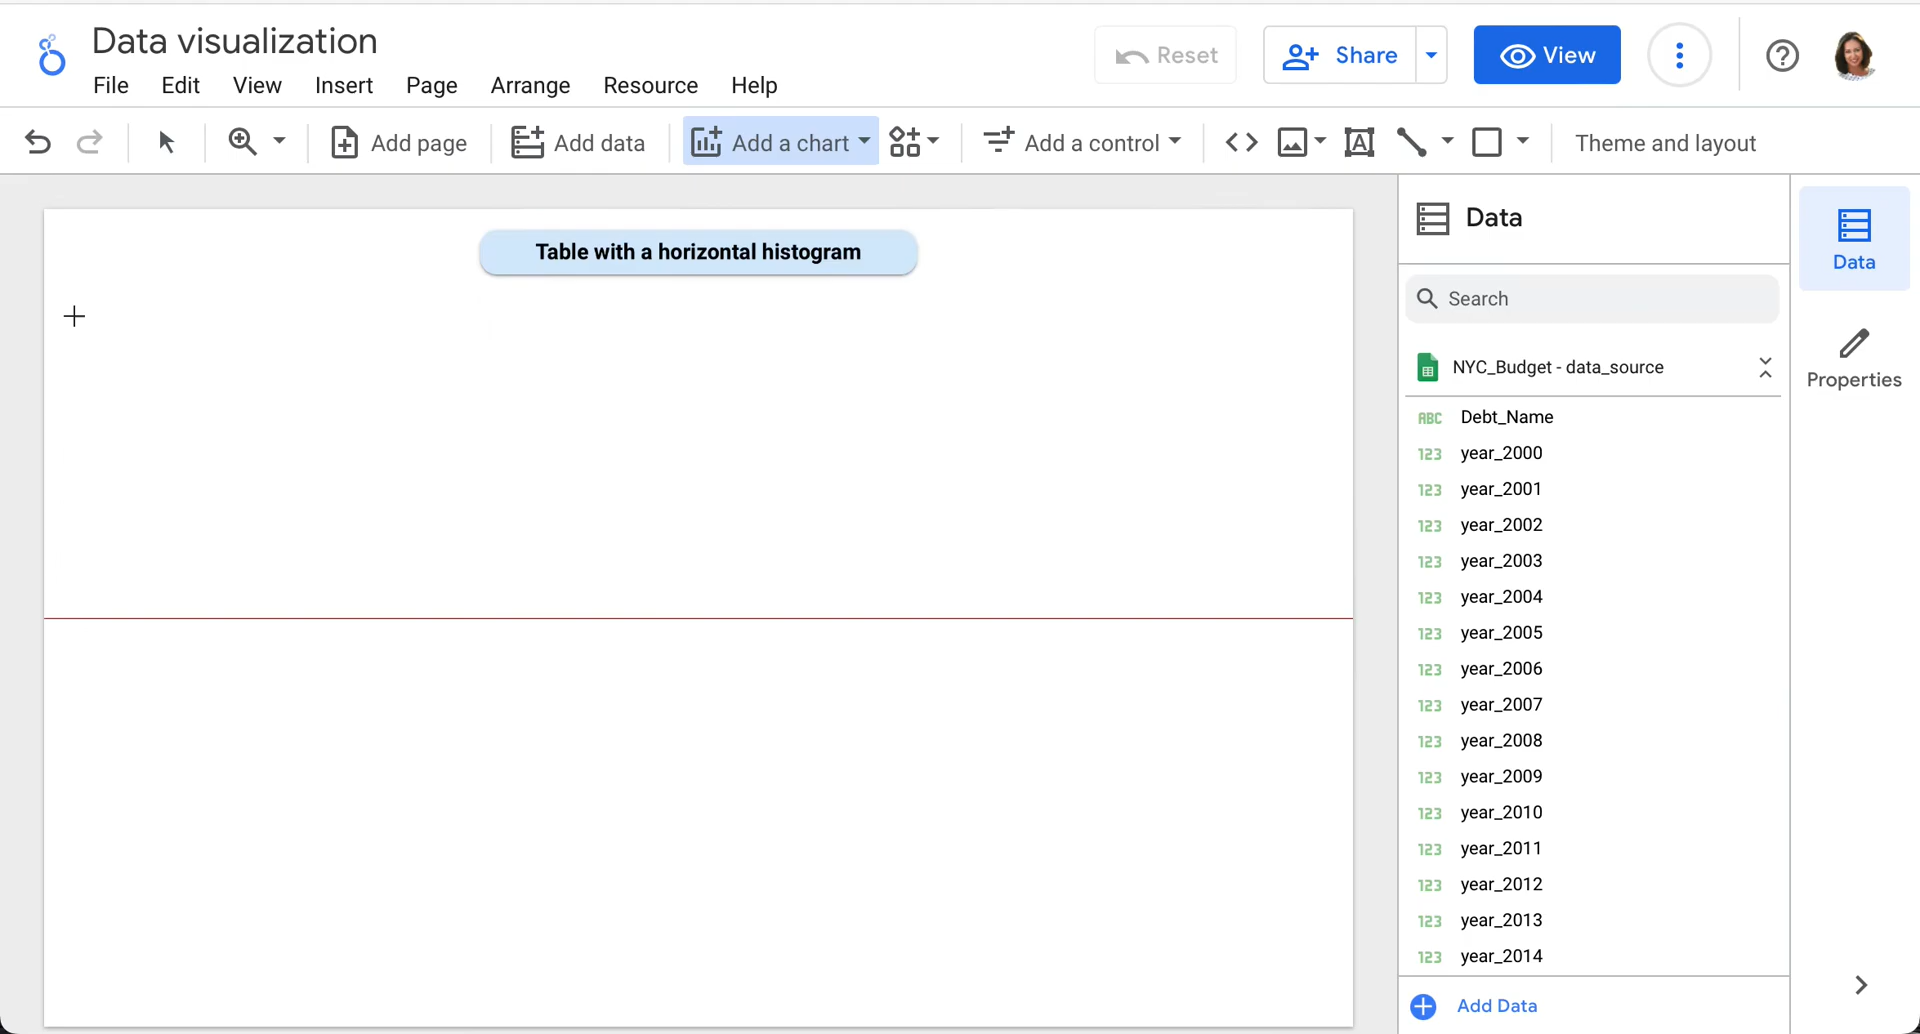 Data visualization
File Edit View Insert Page Arrange Resource Help
Reset
Share
View
Add page
Add data
Add a chart
Add a control
Theme and layout
Table with a horizontal histogram
Data
Search
NYC_Budget - data_source
ABC Debt_Name
123 year_2000
123 year_2001
123 year_2002
123 year_2003
123 year_2004
123 year_2005
123 year_2006
123 year_2007
123 year_2008
123 year_2009
123 year_2010
123 year_2011
123 year_2012
123 year_2013
123 year_2014
Add Data
Data
Properties